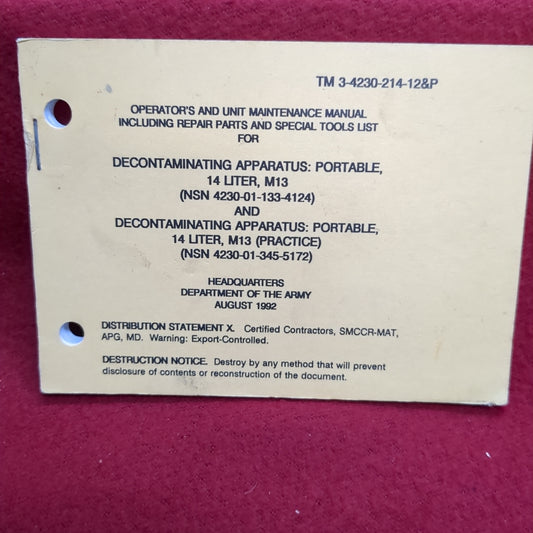 TM 3-4230-214-12&P
OPERATOR'S AND UNIT MAINTENANCE MANUAL
INCLUDING REPAIR PARTS AND SPECIAL TOOLS LIST
FOR
DECONTAMINATING APPARATUS: PORTABLE,
14 LITER, M13
(NSN 4230-01-133-4124)
AND
DECONTAMINATING APPARATUS: PORTABLE,
14 LITER, M13 (PRACTICE)
(NSN 4230-01-345-5172)
HEADQUARTERS
DEPARTMENT OF THE ARMY
AUGUST 1992
DISTRIBUTION STATEMENT X. Certified Contractors, SMCCR-MAT,
APG, MD. Warning: Export-Controlled.
DESTRUCTION NOTICE. Destroy by any method that will prevent
disclosure of contents or reconstruction of the document.